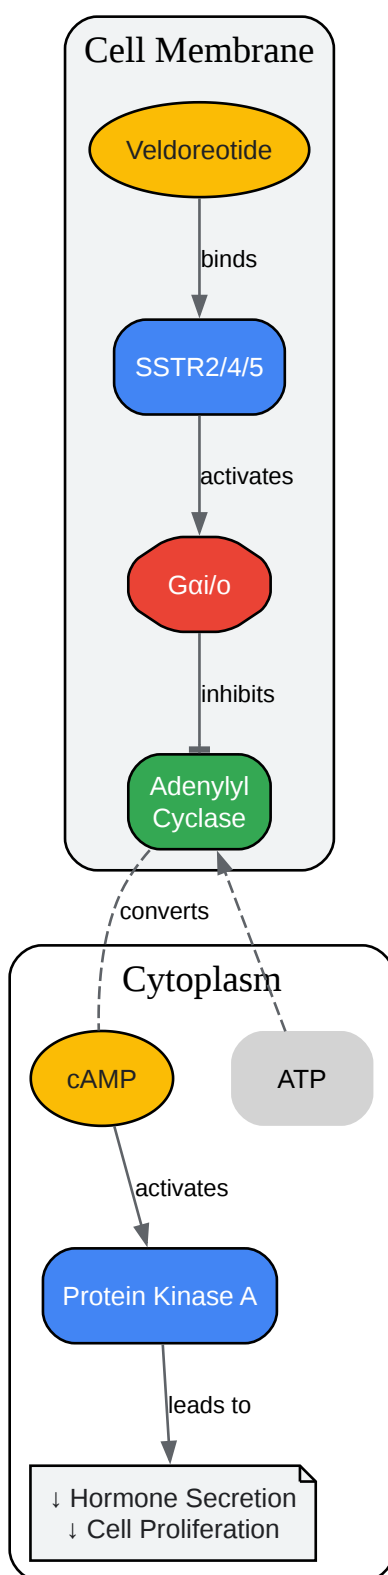 Cell Membrane
Veldoreotide
binds
SSTR2/4/5
activates
Gαi/o
inhibits
Adenylyl
Cyclase
converts
Cytoplasm
cAMP
ATP
activates
Protein Kinase A
leads to
↓ Hormone Secretion
↓ Cell Proliferation